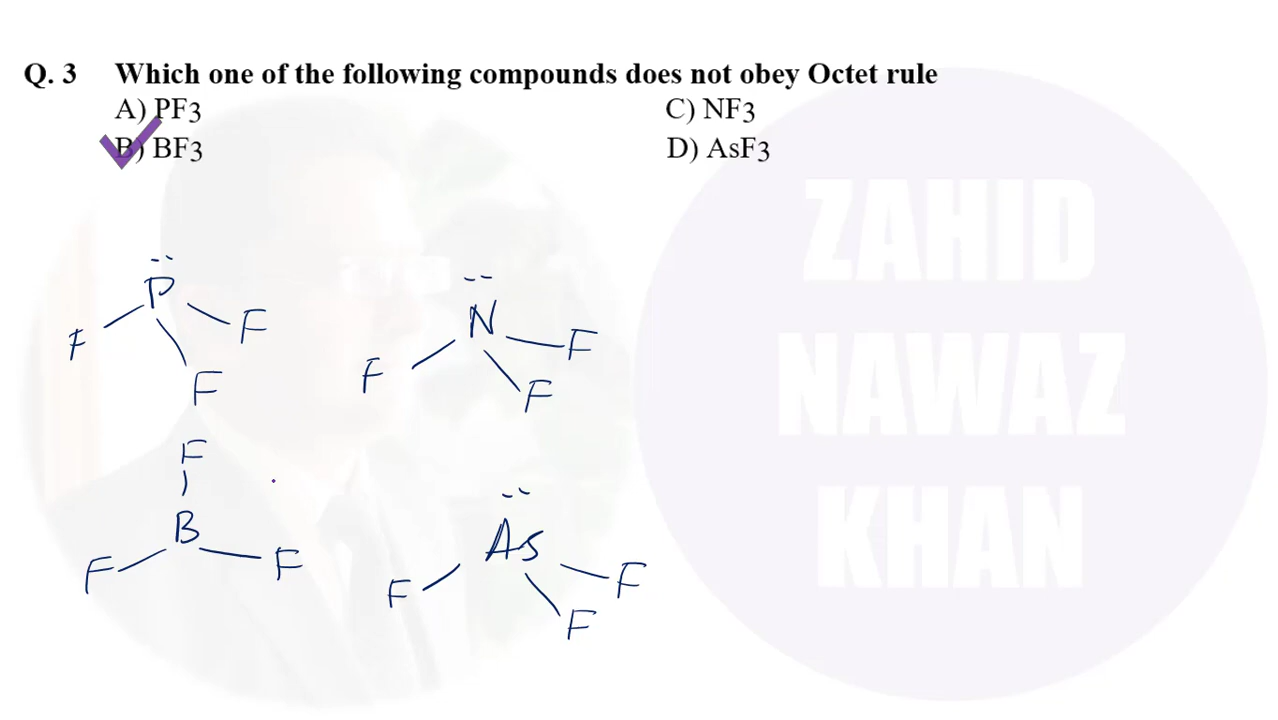 Q. 3 Which one of the following compounds does not obey Octet rule
A) PF3
C) NF3
B) BF3
D) AsF3
ZAHID
NAWAZ
KHAN
P
F F
F
N
F F
F
F
B
F F
As
F F
F